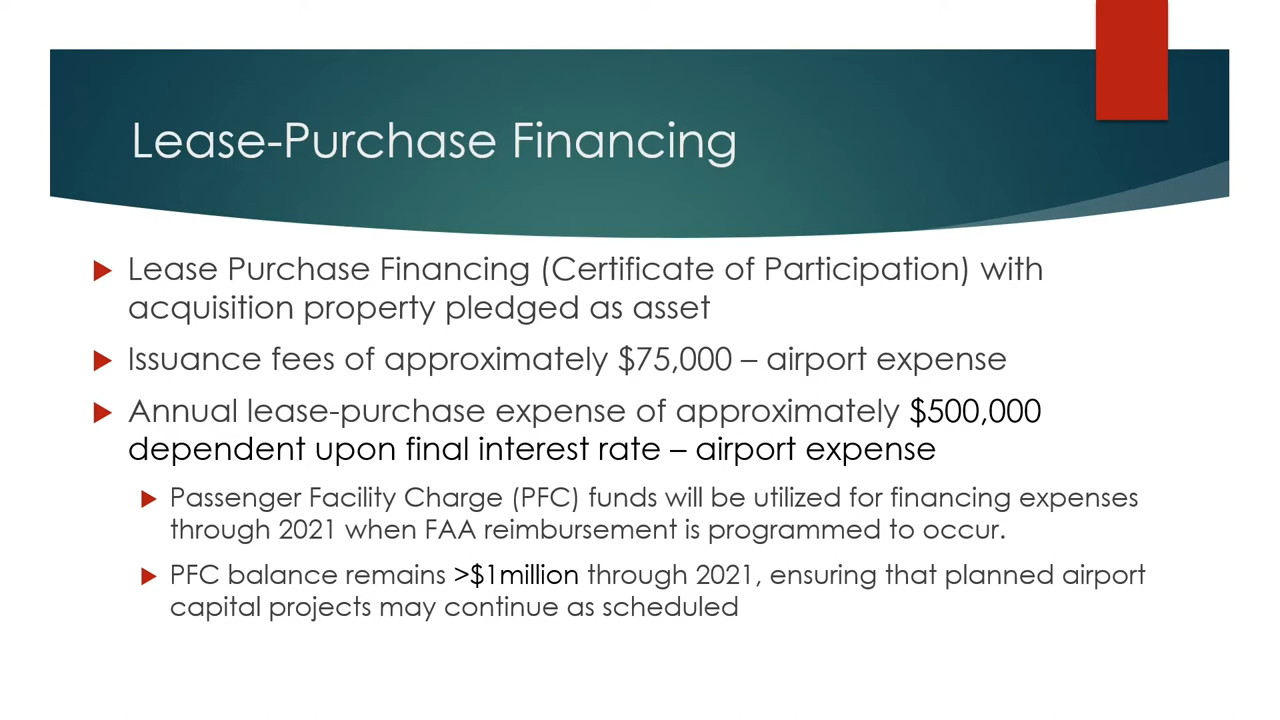 Lease-Purchase Financing
Lease Purchase Financing (Certificate of Participation) with
acquisition property pledged as asset
Issuance fees of approximately $75,000 – airport expense
Annual lease-purchase expense of approximately $500,000
dependent upon final interest rate – airport expense
Passenger Facility Charge (PFC) funds will be utilized for financing expenses
through 2021 when FAA reimbursement is programmed to occur.
PFC balance remains >$1million through 2021, ensuring that planned airport
capital projects may continue as scheduled